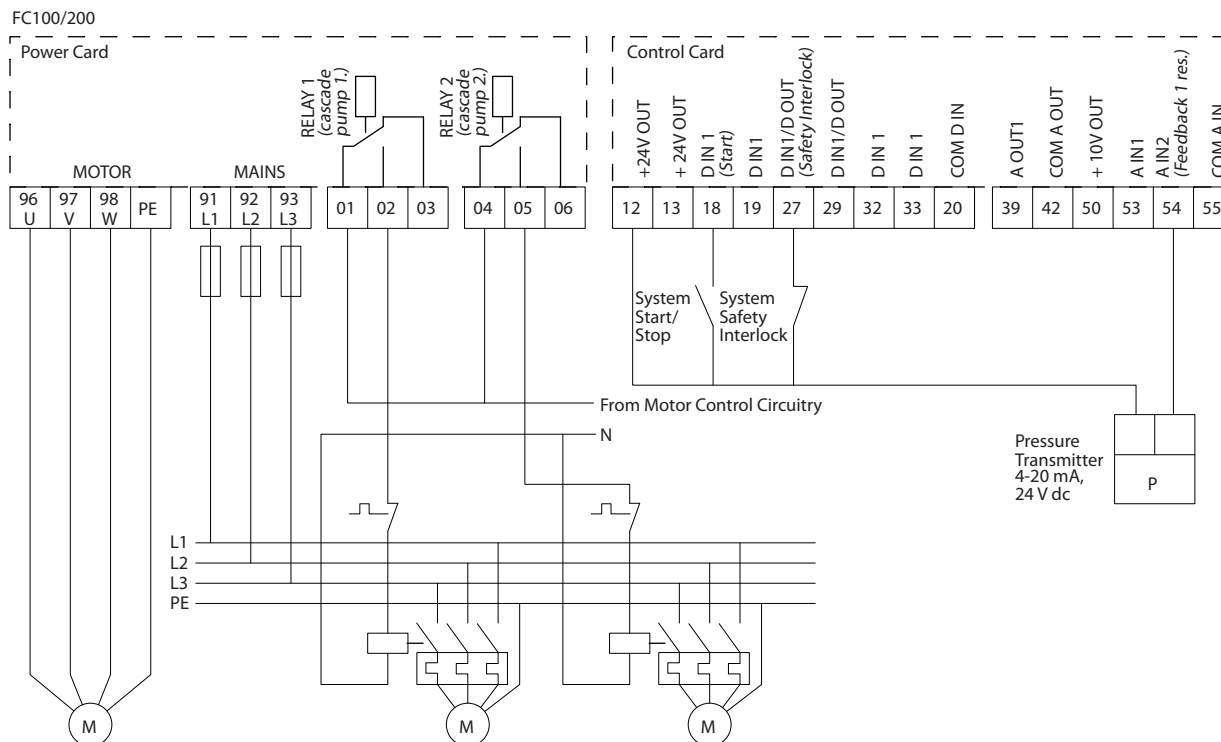 FC100/200
Power Card
Control Card
RELAY 1
(cascade
pump 1.)
RELAY 2
(cascade
pump 2.)
+24V OUT
+ 24V OUT
D IN 1
(Start)
D IN1
D IN1/D OUT
(Safety Interlock)
D IN1/D OUT
D IN 1
D IN 1
COM D IN
A OUT1
COM A OUT
+ 10V OUT
A IN1
A IN2
(Feedback 1 res.)
COM A IN
MOTOR
MAINS
96
U
97
V
98
W
PE
91
L1
92
L2
93
L3
01
02
03
04
05
06
12
13
18
19
27
29
32
33
20
39
42
50
53
54
55
System
Start/
Stop
System
Safety
Interlock
From Motor Control Circuitry
N
Pressure
Transmitter
4-20 mA,
24 V dc
P
L1
L2
L3
PE
M
M
M